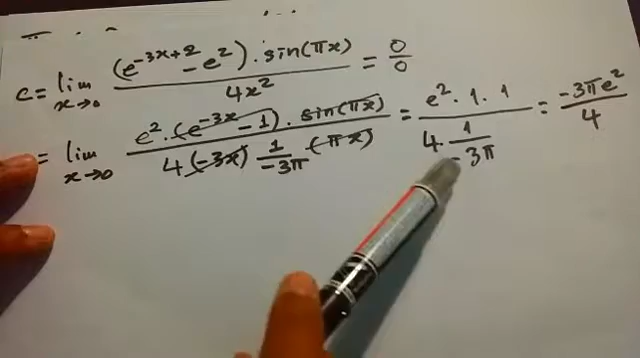 c = lim x→0 (e^(-3x+2) - e^2) . sin(πx) / 4x^2 = 0/0
= lim x→0 e^2 . (e^(-3x) - 1) . sin(πx) / 4 (-3x) 1/(-3π) (πx) = e^2 . 1 . 1 / 4 . 1/(-3π) = -3πe^2 / 4